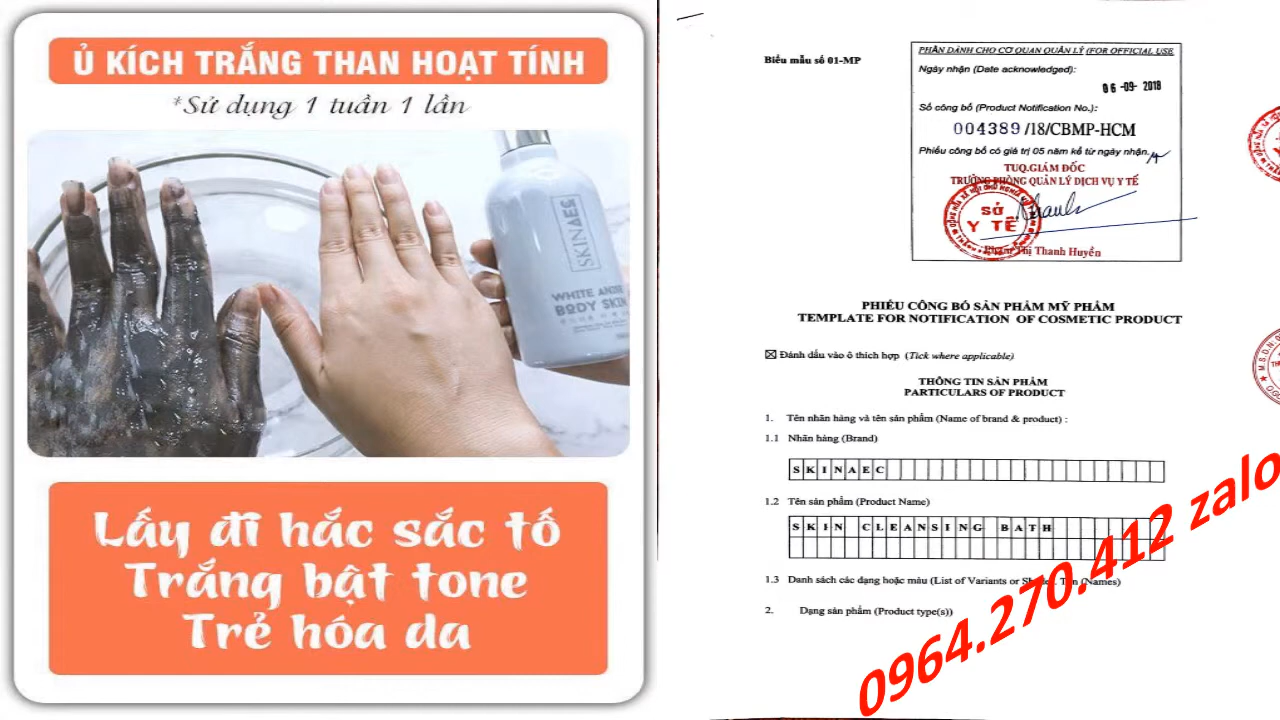 Ủ KÍCH TRẮNG THAN HOẠT TÍNH
*Sử dụng 1 tuần 1 lần
SKINAEC
WHITE
BODY SKIN
Lấy đi hắc sắc tố
Trắng bật tone
Trẻ hóa da
Biểu mẫu số 01-MP
PHẦN DÀNH CHO CƠ QUAN QUẢN LÝ (FOR OFFICIAL USE
Ngày nhận (Date acknowledged):
06-09-2018
Số công bố (Product Notification No.):
004389/18/CBMP-HCM
Phiếu công bố có giá trị 05 năm kể từ ngày nhận.
TUQ.GIÁM ĐỐC
TRƯỞNG PHÒNG QUẢN LÝ DỊCH VỤ Y TẾ
SỞ
Y TẾ
Phạm Thị Thanh Huyền
PHIẾU CÔNG BỐ SẢN PHẨM MỸ PHẨM
TEMPLATE FOR NOTIFICATION OF COSMETIC PRODUCT
Đánh dấu vào ô thích hợp (Tick where applicable)
THÔNG TIN SẢN PHẨM
PARTICULARS OF PRODUCT
1. Tên nhãn hàng và tên sản phẩm (Name of brand & product) :
1.1 Nhãn hàng (Brand)
SKINAEC
1.2 Tên sản phẩm (Product Name)
SKIN CLEANSING BATH
1.3 Danh sách các dạng hoặc màu (List of Variants or (Names)
2. Dạng sản phẩm (Product type(s))
0964.270.412 zalo